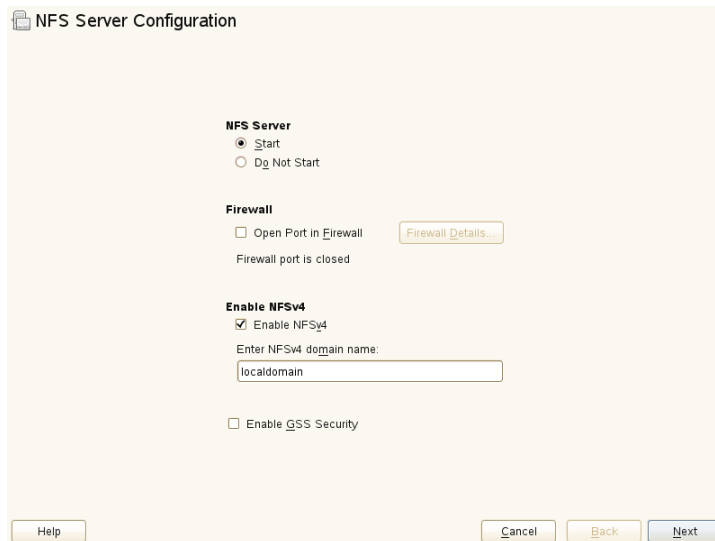 NFS Server Configuration
NFS Server
Start
Do Not Start
Firewall
Open Port in Firewall
Firewall Details...
Firewall port is closed
Enable NFSv4
Enable NFSv4
Enter NFSv4 domain name:
localdomain
Enable GSS Security
Help
Cancel
Back
Next